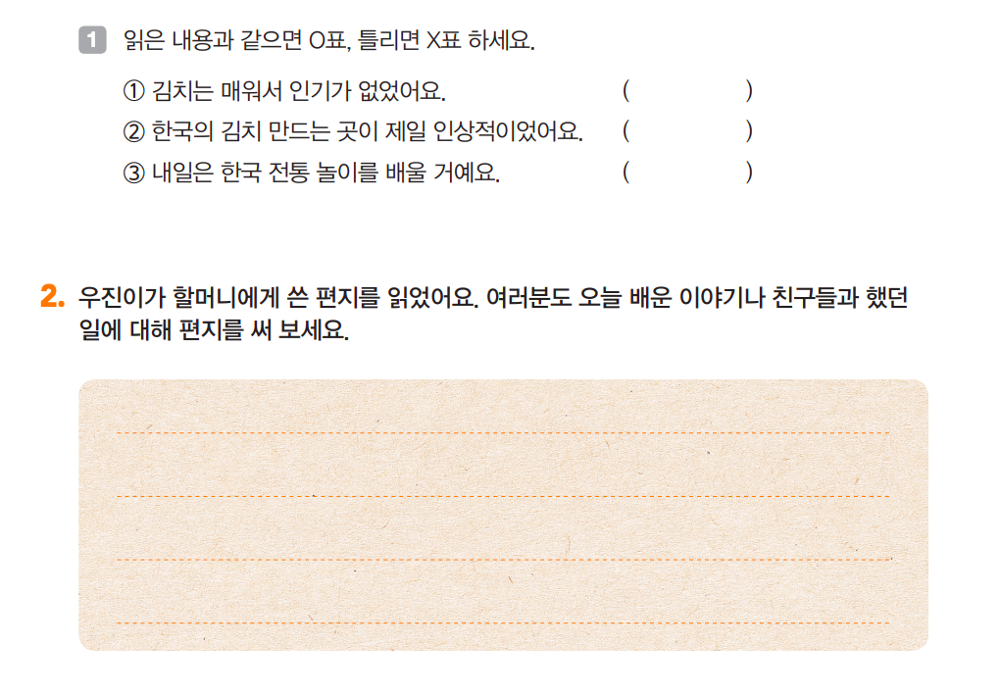 1 읽은 내용과 같으면 O표, 틀리면 X표 하세요.
① 김치는 매워서 인기가 없었어요. ( )
② 한국의 김치 만드는 곳이 제일 인상적이었어요. ( )
③ 내일은 한국 전통 놀이를 배울 거예요. ( )
2. 우진이가 할머니에게 쓴 편지를 읽었어요. 여러분도 오늘 배운 이야기나 친구들과 했던
일에 대해 편지를 써 보세요.